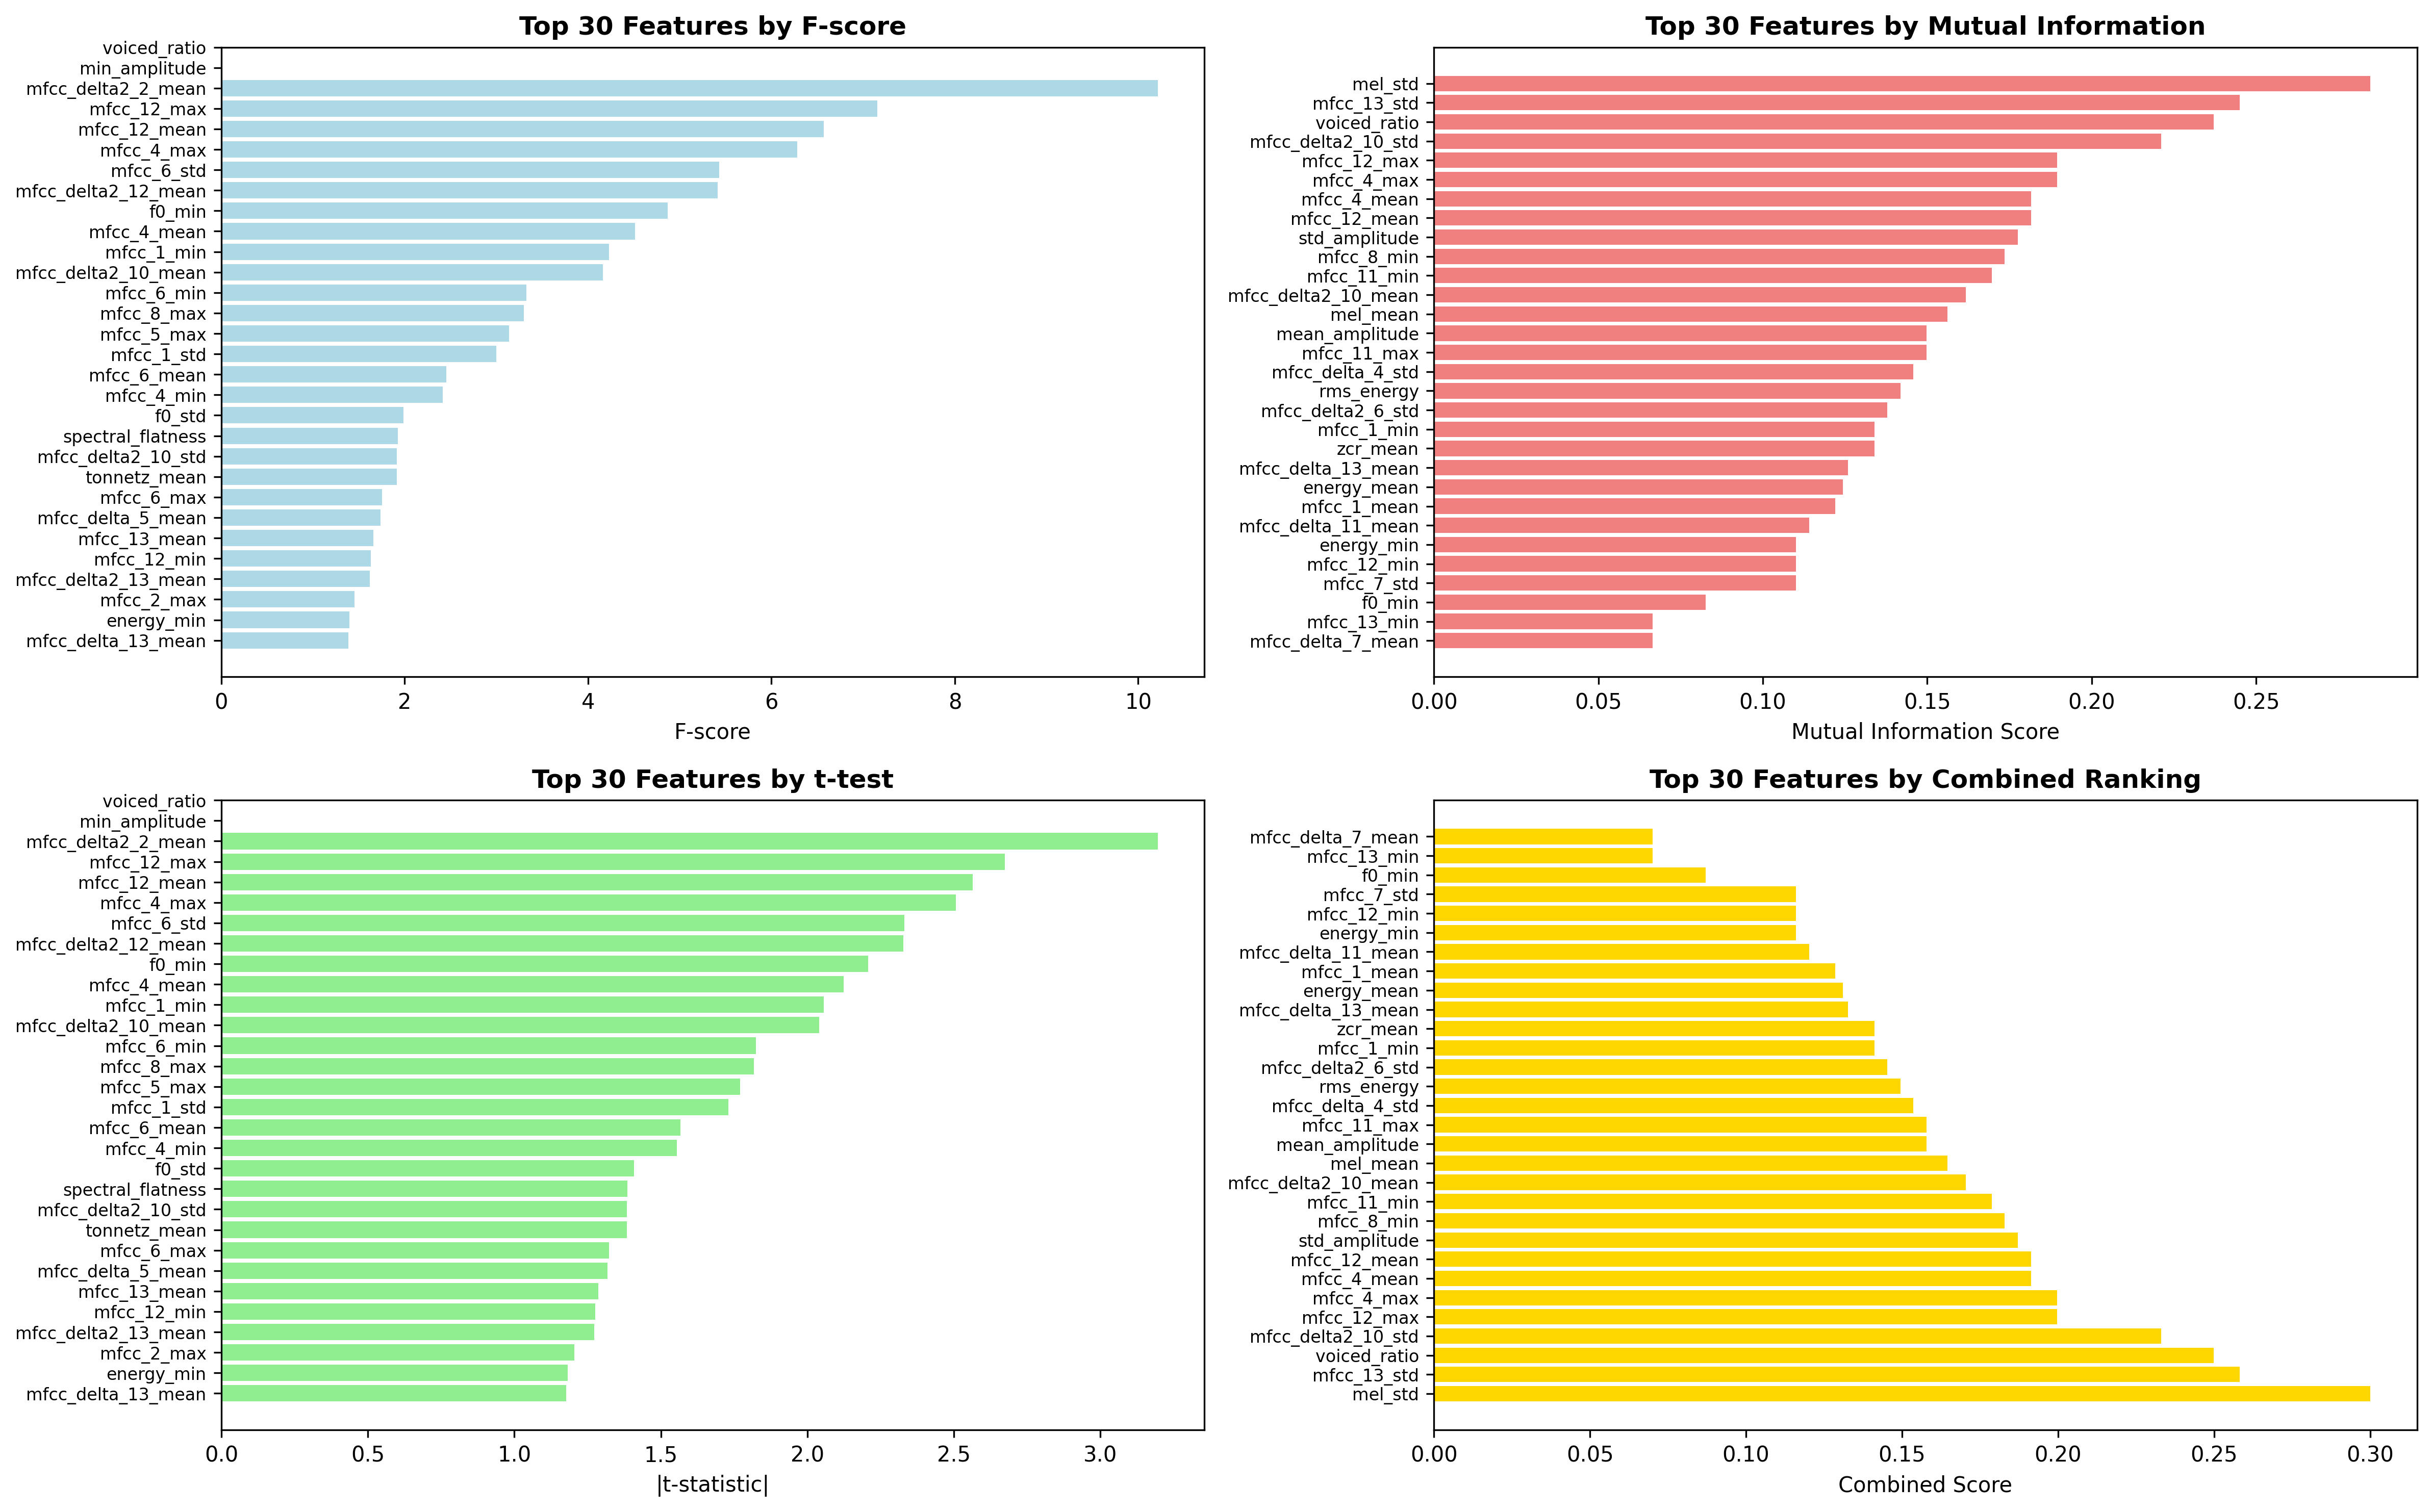 Top 30 Features by F-score
voiced_ratio
min_amplitude
mfcc_delta2_2_mean
mfcc_12_max
mfcc_12_mean
mfcc_4_max
mfcc_6_std
mfcc_delta2_12_mean
f0_min
mfcc_4_mean
mfcc_1_min
mfcc_delta2_10_mean
mfcc_6_min
mfcc_8_max
mfcc_5_max
mfcc_1_std
mfcc_6_mean
mfcc_4_min
f0_std
spectral_flatness
mfcc_delta2_10_std
tonnetz_mean
mfcc_6_max
mfcc_delta_5_mean
mfcc_13_mean
mfcc_12_min
mfcc_delta2_13_mean
mfcc_2_max
energy_min
mfcc_delta_13_mean
0 2 4 6 8 10
F-score
Top 30 Features by Mutual Information
mel_std
mfcc_13_std
voiced_ratio
mfcc_delta2_10_std
mfcc_12_max
mfcc_4_max
mfcc_4_mean
mfcc_12_mean
std_amplitude
mfcc_8_min
mfcc_11_min
mfcc_delta2_10_mean
mel_mean
mean_amplitude
mfcc_11_max
mfcc_delta_4_std
rms_energy
mfcc_delta2_6_std
mfcc_1_min
zcr_mean
mfcc_delta_13_mean
energy_mean
mfcc_1_mean
mfcc_delta_11_mean
energy_min
mfcc_12_min
mfcc_7_std
f0_min
mfcc_13_min
mfcc_delta_7_mean
0.00 0.05 0.10 0.15 0.20 0.25
Mutual Information Score
Top 30 Features by t-test
voiced_ratio
min_amplitude
mfcc_delta2_2_mean
mfcc_12_max
mfcc_12_mean
mfcc_4_max
mfcc_6_std
mfcc_delta2_12_mean
f0_min
mfcc_4_mean
mfcc_1_min
mfcc_delta2_10_mean
mfcc_6_min
mfcc_8_max
mfcc_5_max
mfcc_1_std
mfcc_6_mean
mfcc_4_min
f0_std
spectral_flatness
mfcc_delta2_10_std
tonnetz_mean
mfcc_6_max
mfcc_delta_5_mean
mfcc_13_mean
mfcc_12_min
mfcc_delta2_13_mean
mfcc_2_max
energy_min
mfcc_delta_13_mean
0.0 0.5 1.0 1.5 2.0 2.5 3.0
|t-statistic|
Top 30 Features by Combined Ranking
mfcc_delta_7_mean
mfcc_13_min
f0_min
mfcc_7_std
mfcc_12_min
energy_min
mfcc_delta_11_mean
mfcc_1_mean
energy_mean
mfcc_delta_13_mean
zcr_mean
mfcc_1_min
mfcc_delta2_6_std
rms_energy
mfcc_delta_4_std
mfcc_11_max
mean_amplitude
mel_mean
mfcc_delta2_10_mean
mfcc_11_min
mfcc_8_min
std_amplitude
mfcc_12_mean
mfcc_4_mean
mfcc_4_max
mfcc_12_max
mfcc_delta2_10_std
voiced_ratio
mfcc_13_std
mel_std
0.00 0.05 0.10 0.15 0.20 0.25 0.30
Combined Score